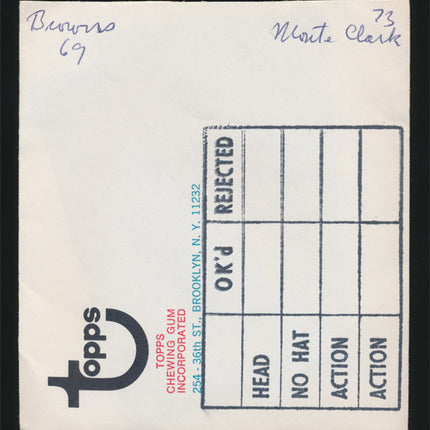 Browns
69
73
Monte Clark
Topps
TOPPS
CHEWING GUM
INCORPORATED
254 - 36th ST., BROOKLYN, N. Y. 11232
OK'd REJECTED
HEAD
NO HAT
ACTION
ACTION